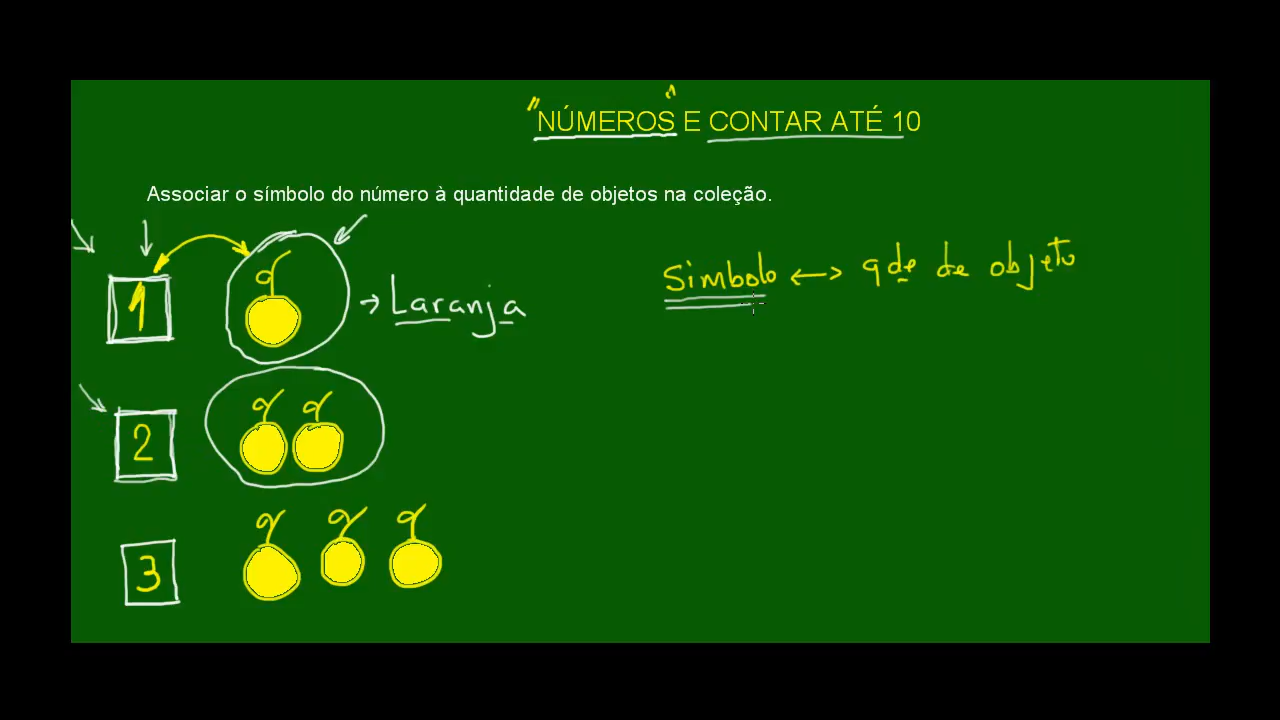 "NÚMEROS" E CONTAR ATÉ 10
Associar o símbolo do número à quantidade de objetos na coleção.
1 → Laranja
Simbolo ↔ qde de objeto
2
3